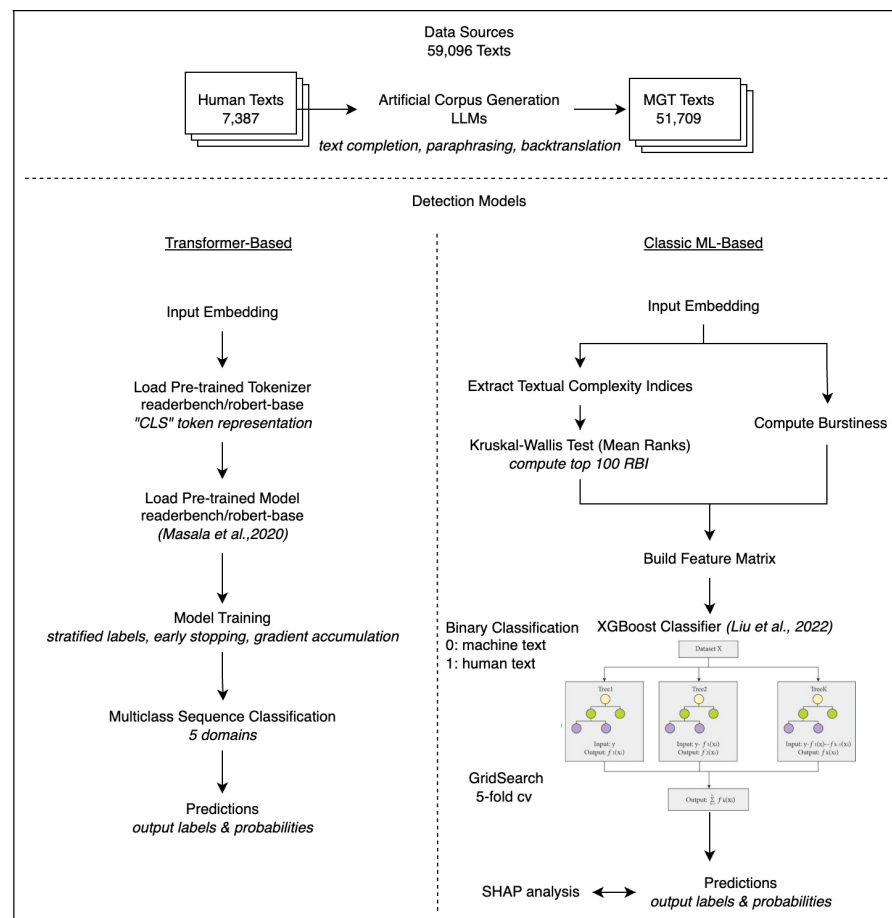 Data Sources
59,096 Texts
Human Texts
7,387
Artificial Corpus Generation
LLMs
MGT Texts
51,709
text completion, paraphrasing, backtranslation
Detection Models
Transformer-Based
Input Embedding
Load Pre-trained Tokenizer
readerbench/robert-base
"CLS" token representation
Load Pre-trained Model
readerbench/robert-base
(Masala et al.,2020)
Model Training
stratified labels, early stopping, gradient accumulation
Multiclass Sequence Classification
5 domains
Predictions
output labels & probabilities
Classic ML-Based
Input Embedding
Extract Textual Complexity Indices
Compute Burstiness
Kruskal-Wallis Test (Mean Ranks)
compute top 100 RBI
Build Feature Matrix
Binary Classification
0: machine text
1: human text
XGBoost Classifier (Liu et al., 2022)
Dataset X
Tree1
Input: y
Output: f 1(xi)
Tree2
Input: y- f 1(xi)
Output: f 2(xi)
TreeK
Output: f k(xi)
GridSearch
5-fold cv
Output: f k(xi)
SHAP analysis
Predictions
output labels & probabilities